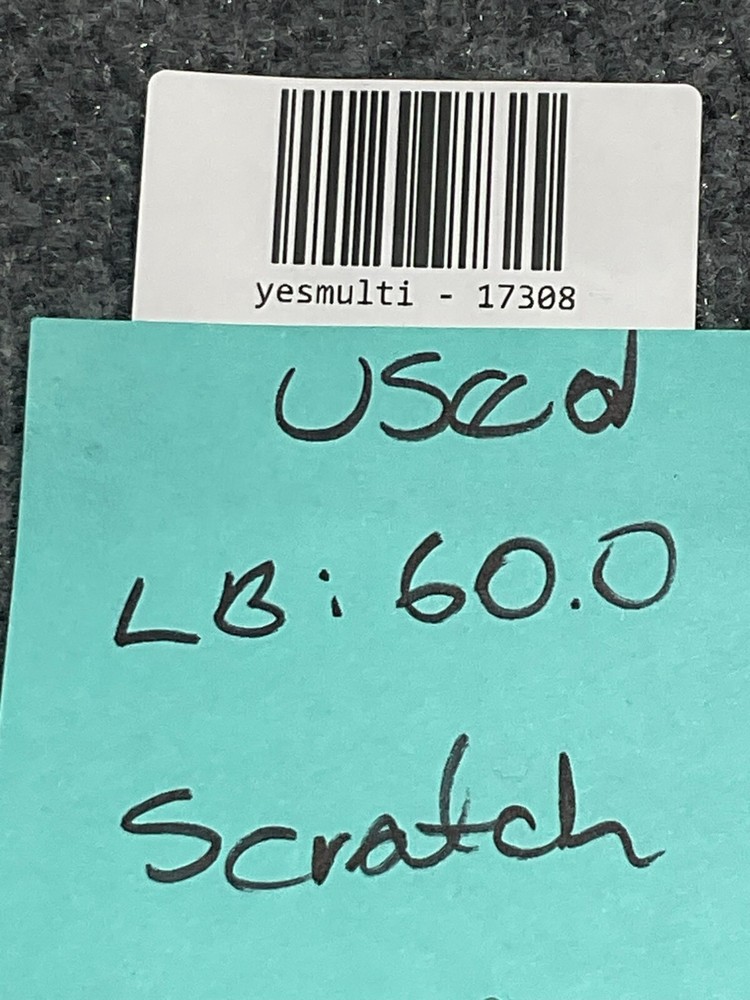 yesmulti - 17308
Used
LB: 60.0
Scratch